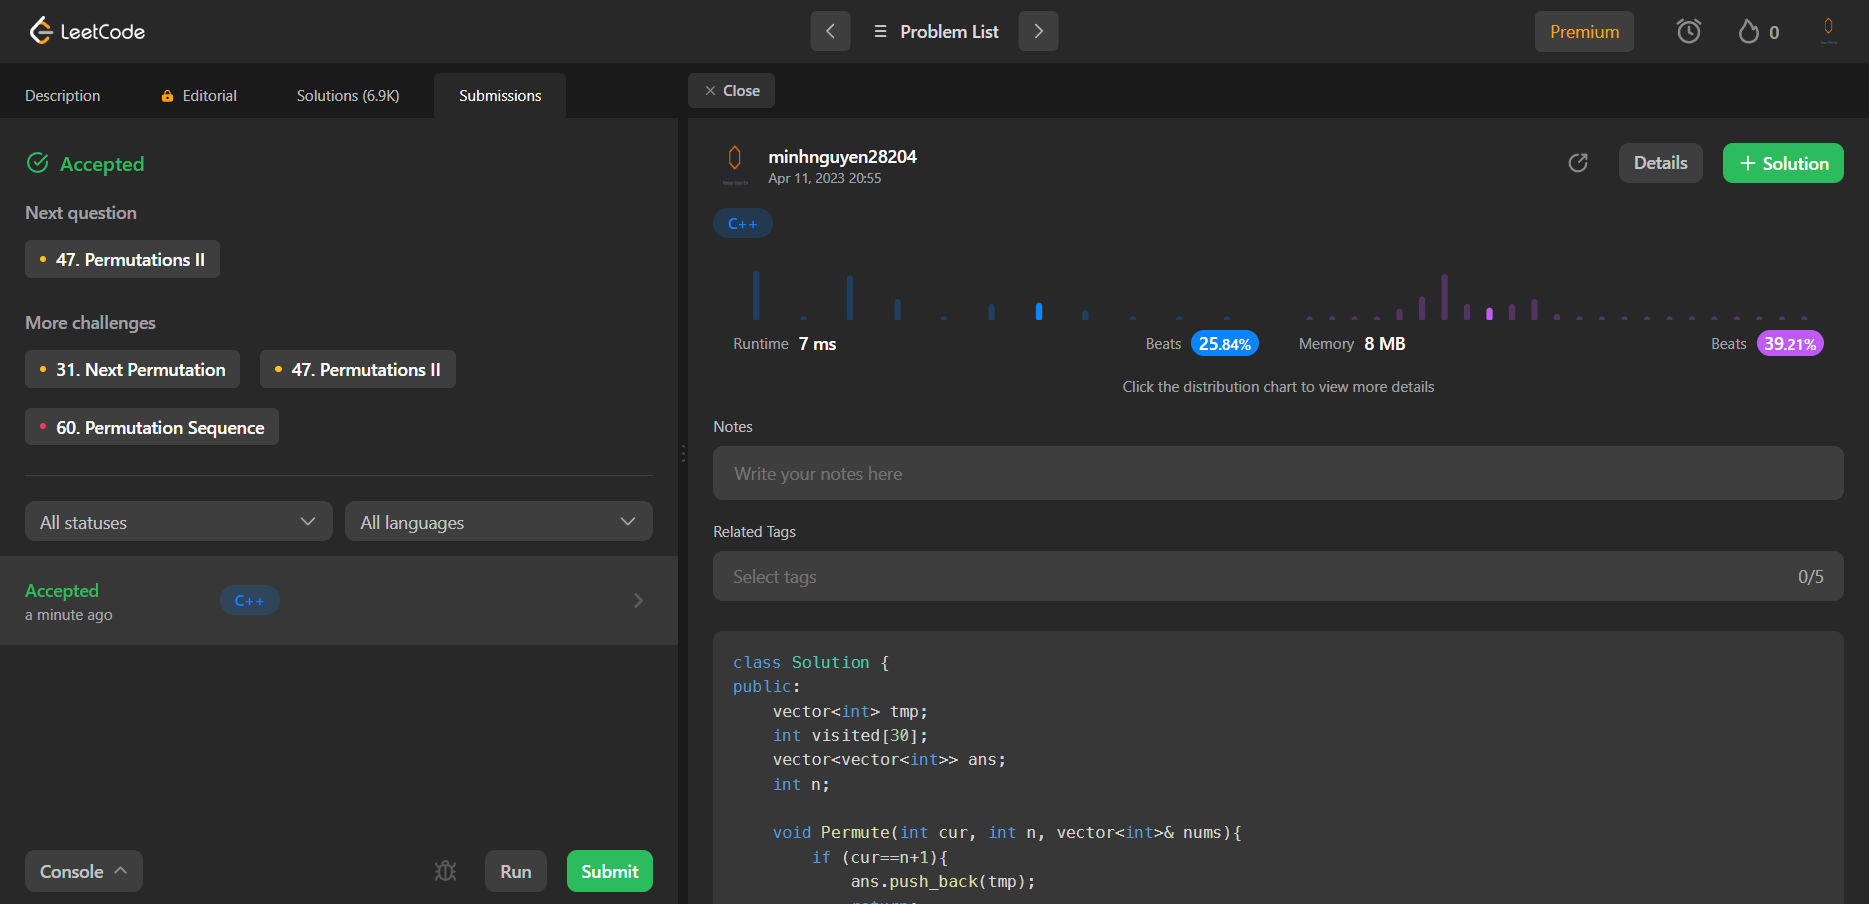 LeetCode
Problem List
Premium
0
Description
Editorial
Solutions (6.9K)
Submissions
Close
Accepted
Next question
47. Permutations II
More challenges
31. Next Permutation
47. Permutations II
60. Permutation Sequence
All statuses
All languages
Accepted
a minute ago
C++
Console
Run
Submit
minhnguyen28204
Apr 11, 2023 20:55
Details
+ Solution
C++
Runtime 7 ms
Beats 25.84%
Memory 8 MB
Beats 39.21%
Click the distribution chart to view more details
Notes
Write your notes here
Related Tags
Select tags
0/5
class Solution {
public:
    vector<int> tmp;
    int visited[30];
    vector<vector<int>> ans;
    int n;
    void Permute(int cur, int n, vector<int>& nums){
        if (cur==n+1){
            ans.push_back(tmp);